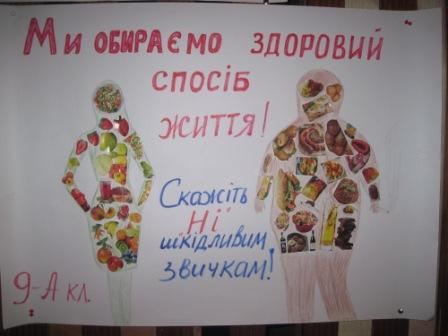 Ми обираємо здоровий
спосіб
життя!
Скажіть
"Ні"
шкідливим
звичкам!
9-А кл.